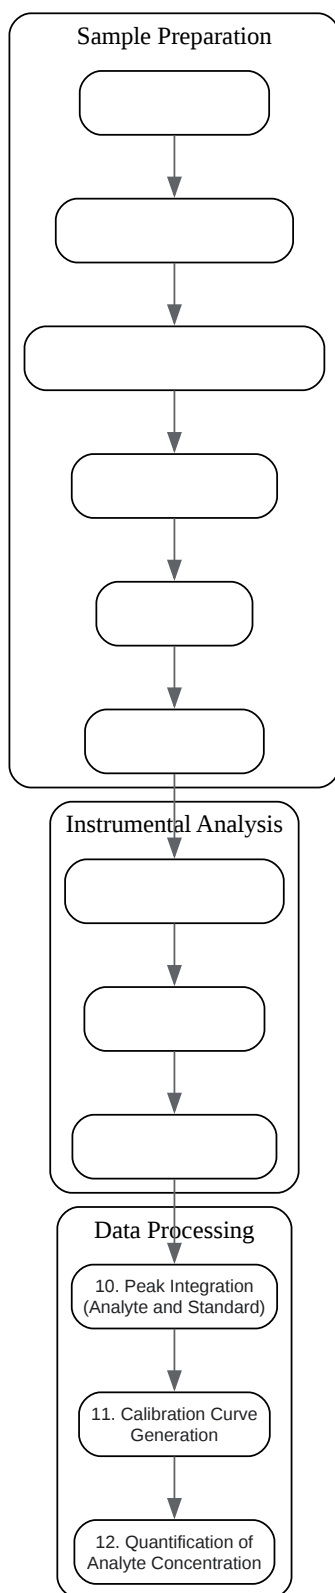 Sample Preparation
Instrumental Analysis
Data Processing
10. Peak Integration
(Analyte and Standard)
11. Calibration Curve
Generation
12. Quantification of
Analyte Concentration